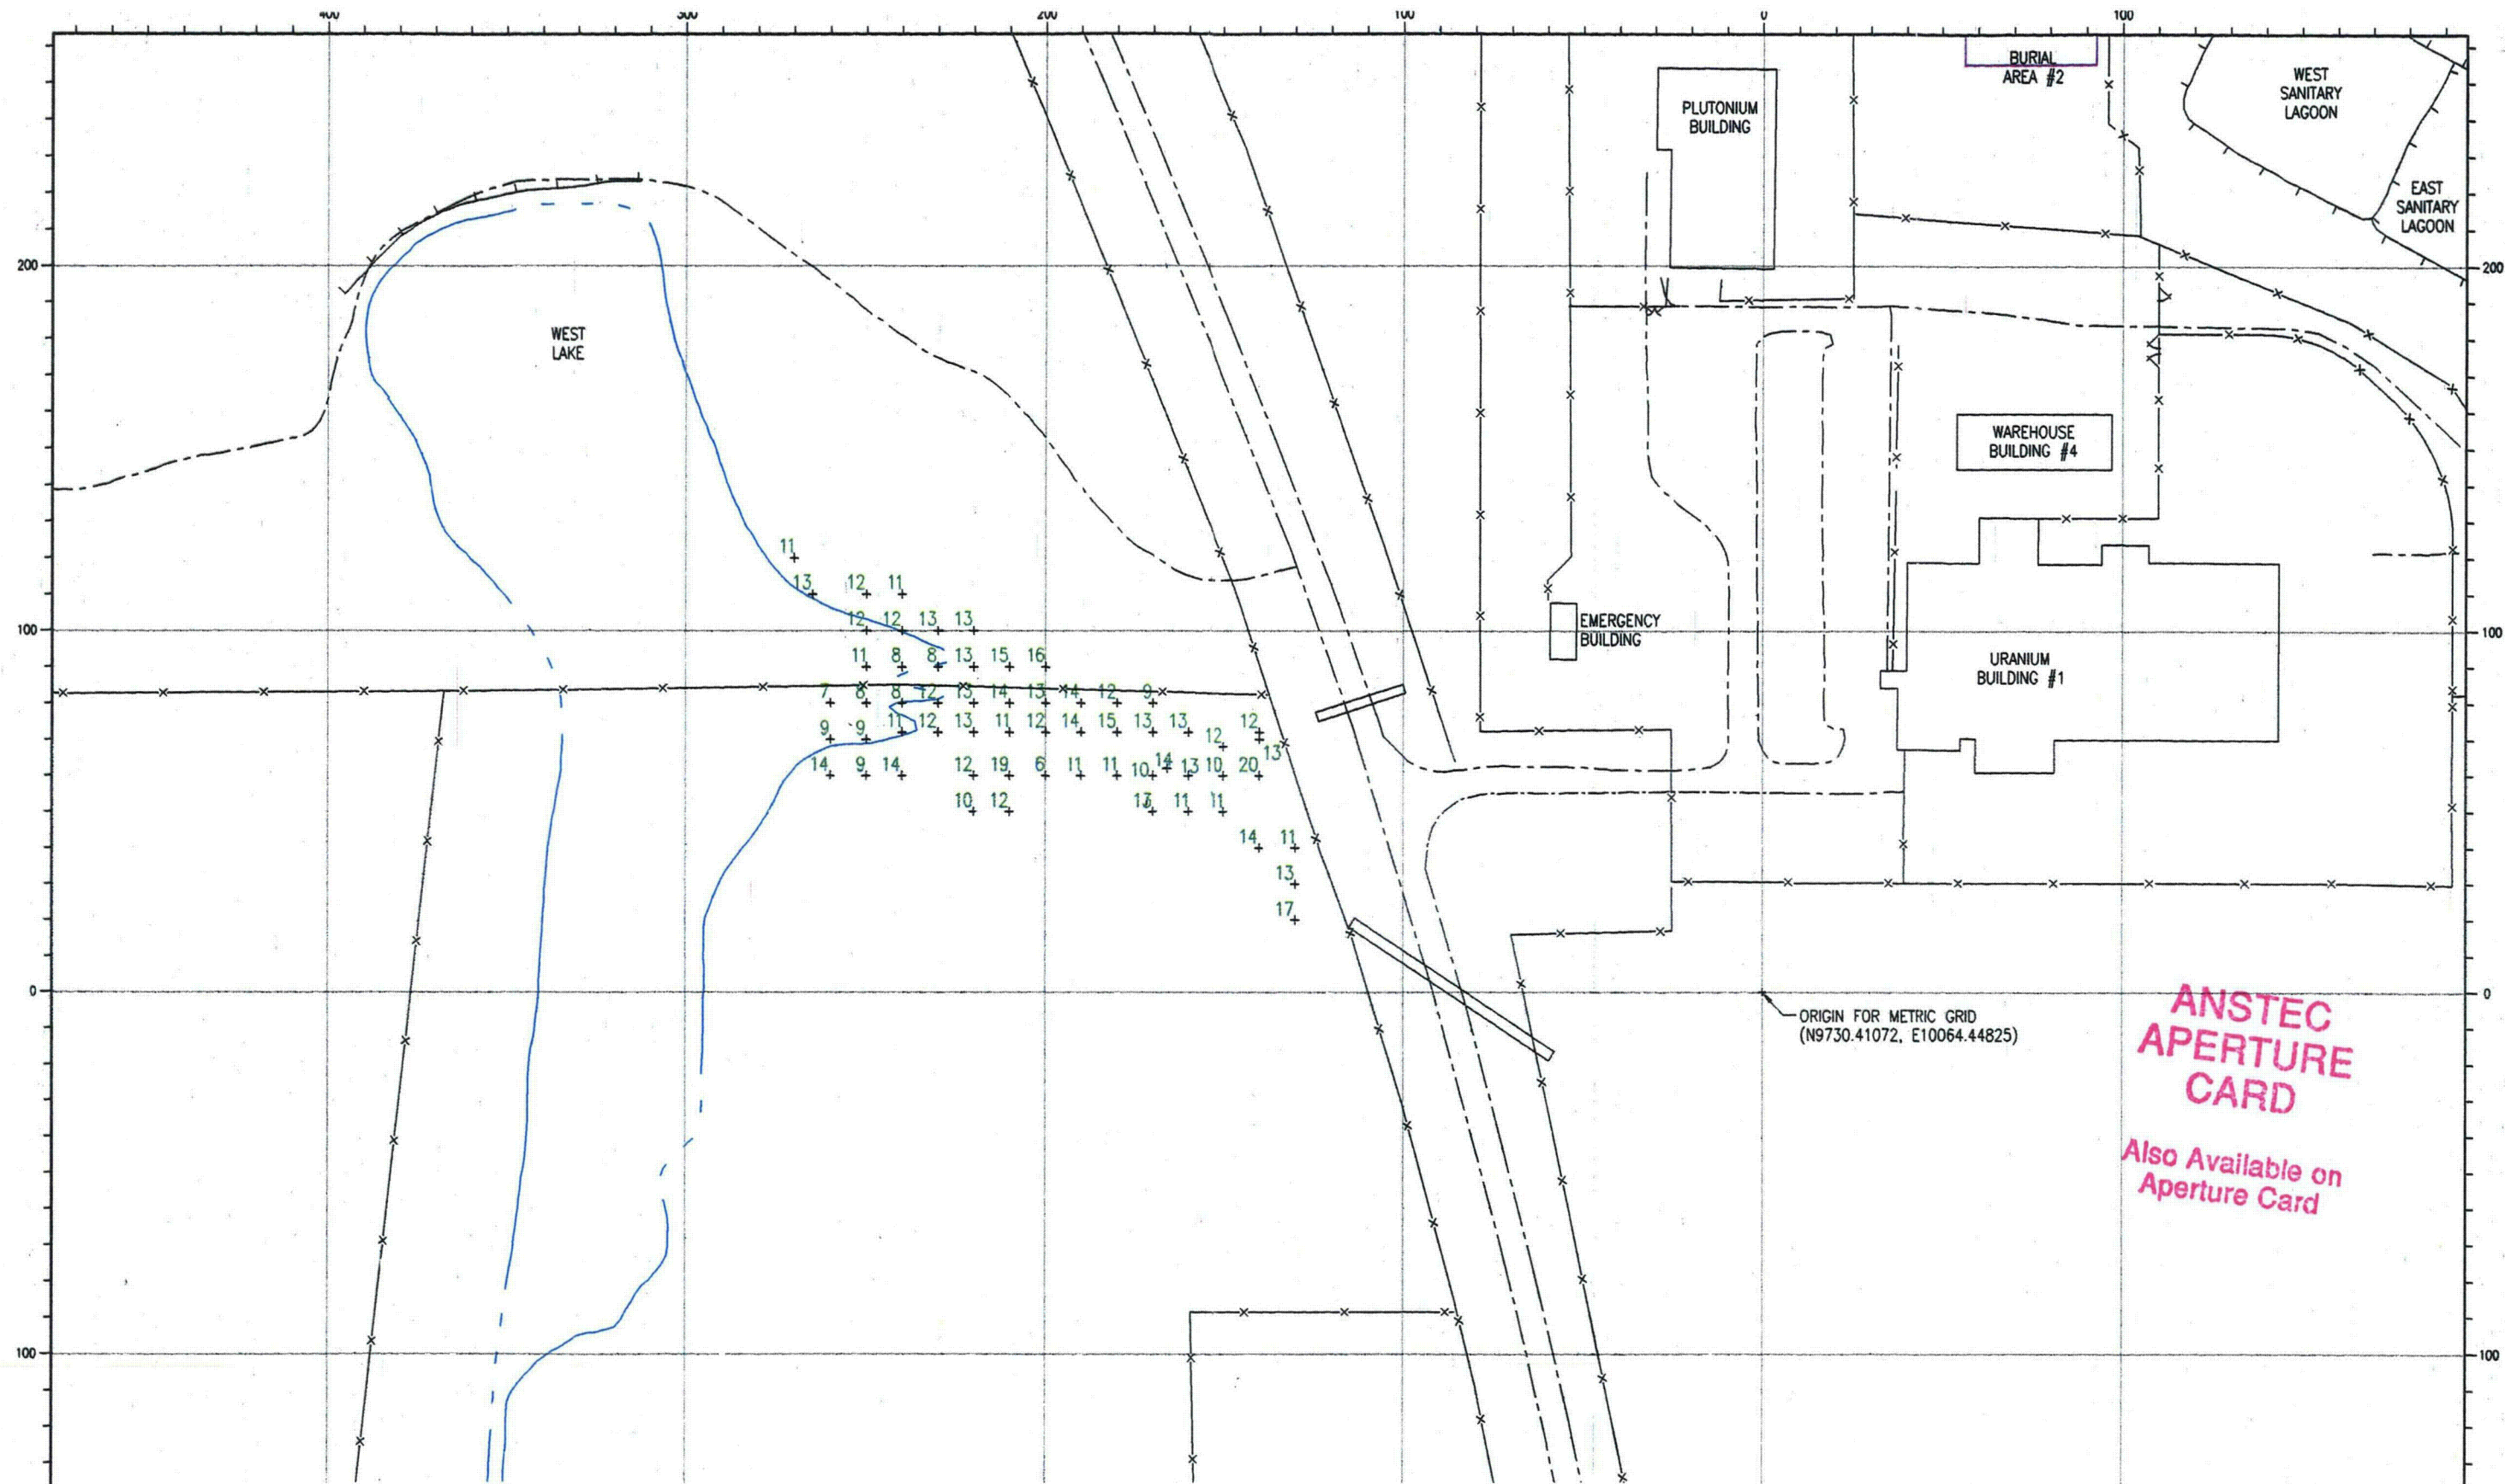 400 300 200 100 0 100
BURIAL
AREA #2
WEST
SANITARY
LAGOON
PLUTONIUM
BUILDING
EAST
SANITARY
LAGOON
200 200
WEST
LAKE
WAREHOUSE
BUILDING #4
11
13 12 11
12 12 13 13
100 100
EMERGENCY
BUILDING
11 8 8 13 15 16
URANIUM
BUILDING #1
7 8 8 12 13 14 13 14 12 9
9 9 11 12 13 11 12 14 15 13 13 12 12
13
14 9 14 12 19 6 11 11 10 14 13 10 20
10 12 13 11 11
14 11
13
17
0 0
ORIGIN FOR METRIC GRID
(N9730.41072, E10064.44825)
ANSTEC
APERTURE
CARD
Also Available on
Aperture Card
100 100